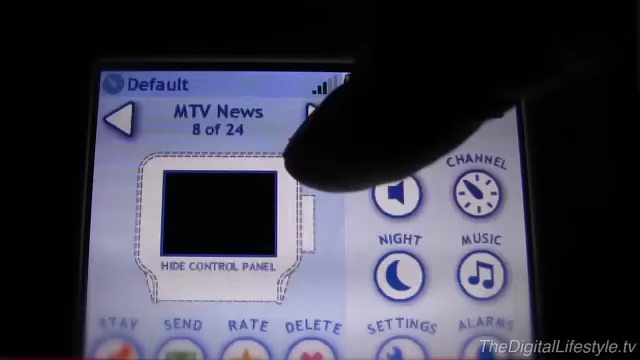 Default
MTV News
8 of 24
CHANNEL
NIGHT
MUSIC
HIDE CONTROL PANEL
STAY
SEND
RATE
DELETE
SETTINGS
ALARMS
TheDigitalLifestyle.tv